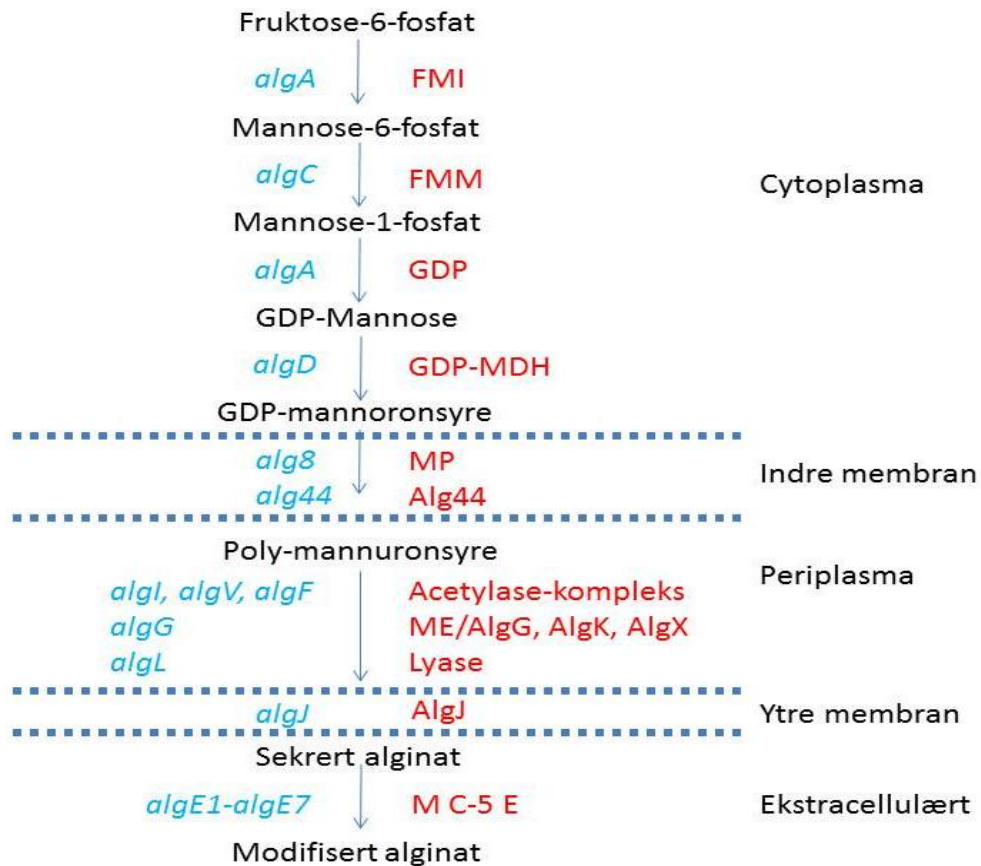 Fruktose-6-fosfat
algA FMI
Mannose-6-fosfat
algC FMM Cytoplasma
Mannose-1-fosfat
algA GDP
GDP-Mannose
algD GDP-MDH
GDP-mannoronsyre
alg8 MP
Indre membran
alg44 Alg44
Poly-mannuronsyre
Periplasma
algI, algV, algF Acetylase-kompleks
algG ME/AlgG, AlgK, AlgX
algL Lyase
algJ AlgJ Ytre membran
Sekrert alginat
algE1-algE7 M C-5 E Ekstracellulært
Modifisert alginat